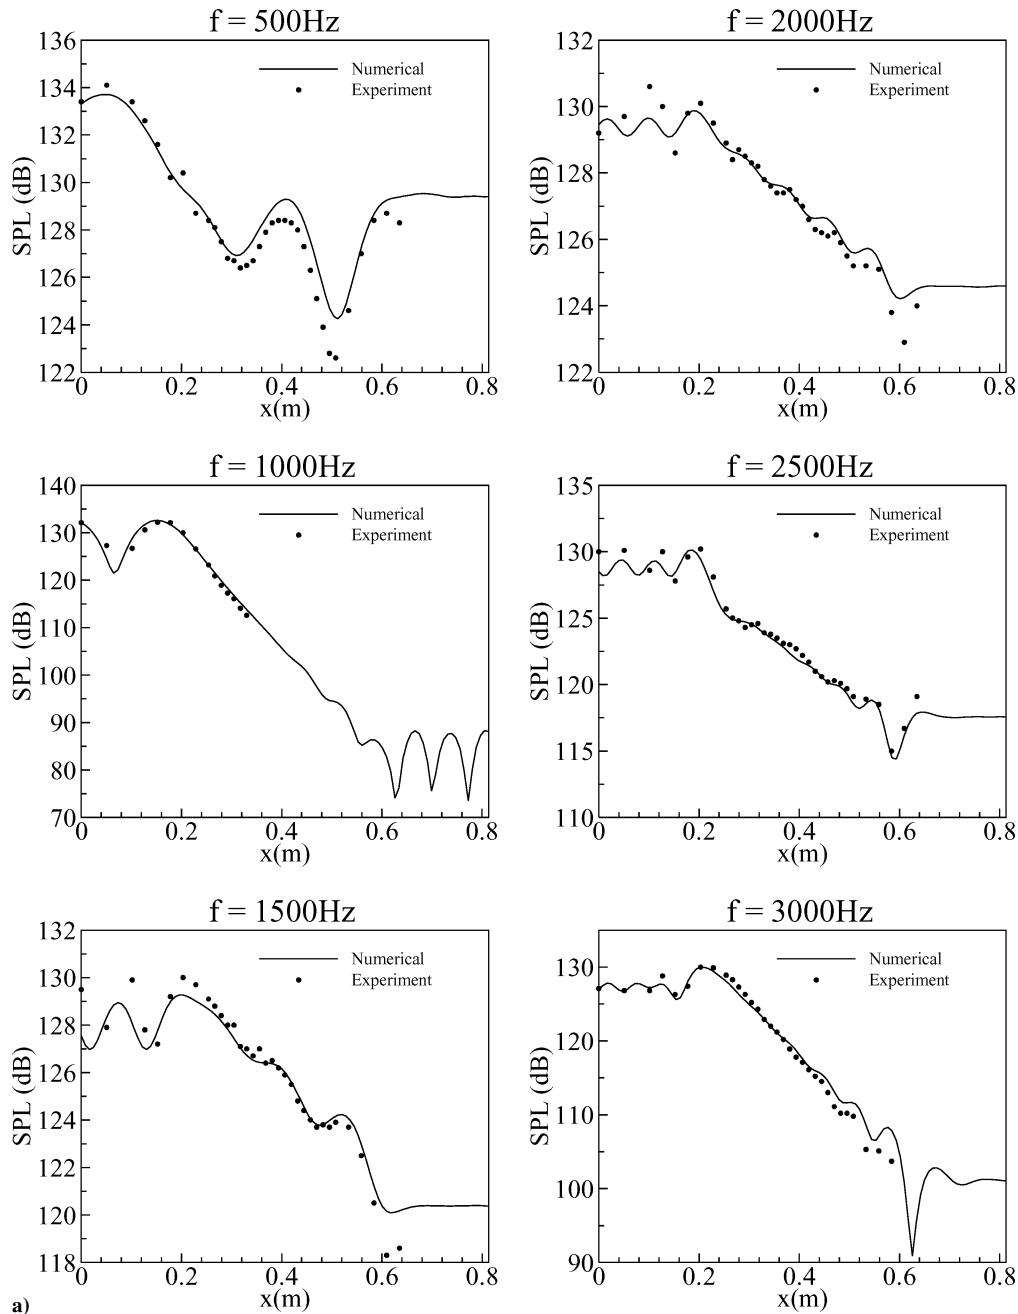 f = 500Hz
136
134
132
130
128
126
124
122
SPL (dB)
Numerical
Experiment
0 0.2 0.4 0.6 0.8
x(m)
f = 2000Hz
132
130
128
126
124
122
SPL (dB)
Numerical
Experiment
0 0.2 0.4 0.6 0.8
x(m)
f = 1000Hz
140
130
120
110
100
90
80
70
SPL (dB)
Numerical
Experiment
0 0.2 0.4 0.6 0.8
x(m)
f = 2500Hz
135
130
125
120
115
110
SPL (dB)
Numerical
Experiment
0 0.2 0.4 0.6 0.8
x(m)
f = 1500Hz
132
130
128
126
124
122
120
118
SPL (dB)
Numerical
Experiment
0 0.2 0.4 0.6 0.8
x(m)
f = 3000Hz
130
120
110
100
90
SPL (dB)
Numerical
Experiment
0 0.2 0.4 0.6 0.8
x(m)
a)